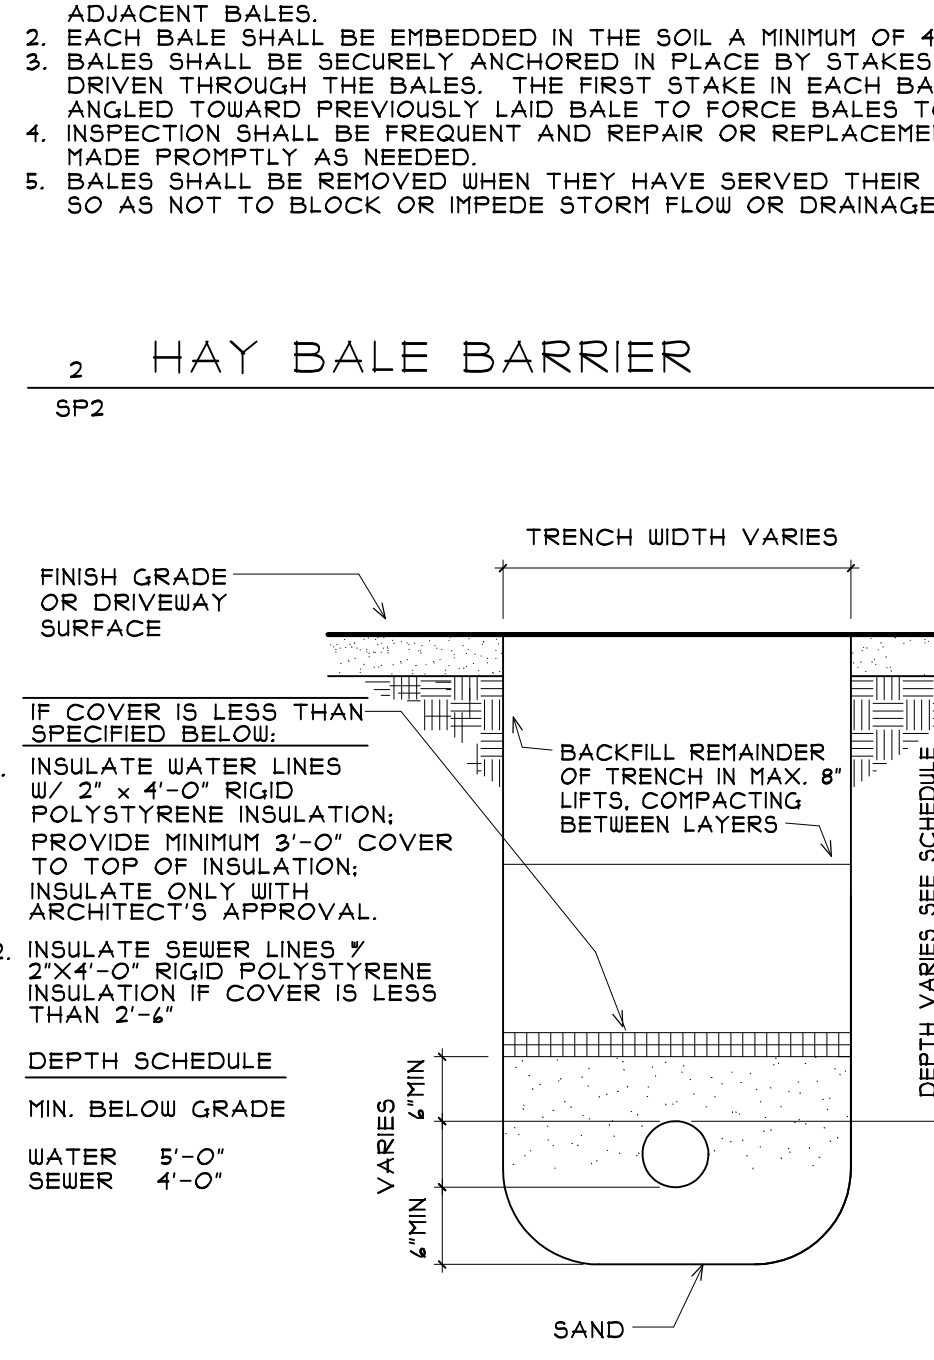 ADJACENT BALES.
2. EACH BALE SHALL BE EMBEDDED IN THE SOIL A MINIMUM OF 4
3. BALES SHALL BE SECURELY ANCHORED IN PLACE BY STAKES
DRIVEN THROUGH THE BALES. THE FIRST STAKE IN EACH BA
ANGLED TOWARD PREVIOUSLY LAID BALE TO FORCE BALES TO
4. INSPECTION SHALL BE FREQUENT AND REPAIR OR REPLACEME
MADE PROMPTLY AS NEEDED.
5. BALES SHALL BE REMOVED WHEN THEY HAVE SERVED THEIR
SO AS NOT TO BLOCK OR IMPEDE STORM FLOW OR DRAINAGE
2 HAY BALE BARRIER
SP2
TRENCH WIDTH VARIES
FINISH GRADE
OR DRIVEWAY
SURFACE
IF COVER IS LESS THAN
SPECIFIED BELOW:
INSULATE WATER LINES
W/ 2" x 4'-0" RIGID
POLYSTYRENE INSULATION;
PROVIDE MINIMUM 3'-0" COVER
TO TOP OF INSULATION;
INSULATE ONLY WITH
ARCHITECT'S APPROVAL.
2. INSULATE SEWER LINES W/
2"X4'-0" RIGID POLYSTYRENE
INSULATION IF COVER IS LESS
THAN 2'-6"
DEPTH SCHEDULE
MIN. BELOW GRADE
WATER 5'-0"
SEWER 4'-0"
BACKFILL REMAINDER
OF TRENCH IN MAX. 8"
LIFTS, COMPACTING
BETWEEN LAYERS
DEPTH VARIES SEE SCHEDULE
6"MIN
VARIES
6"MIN
SAND